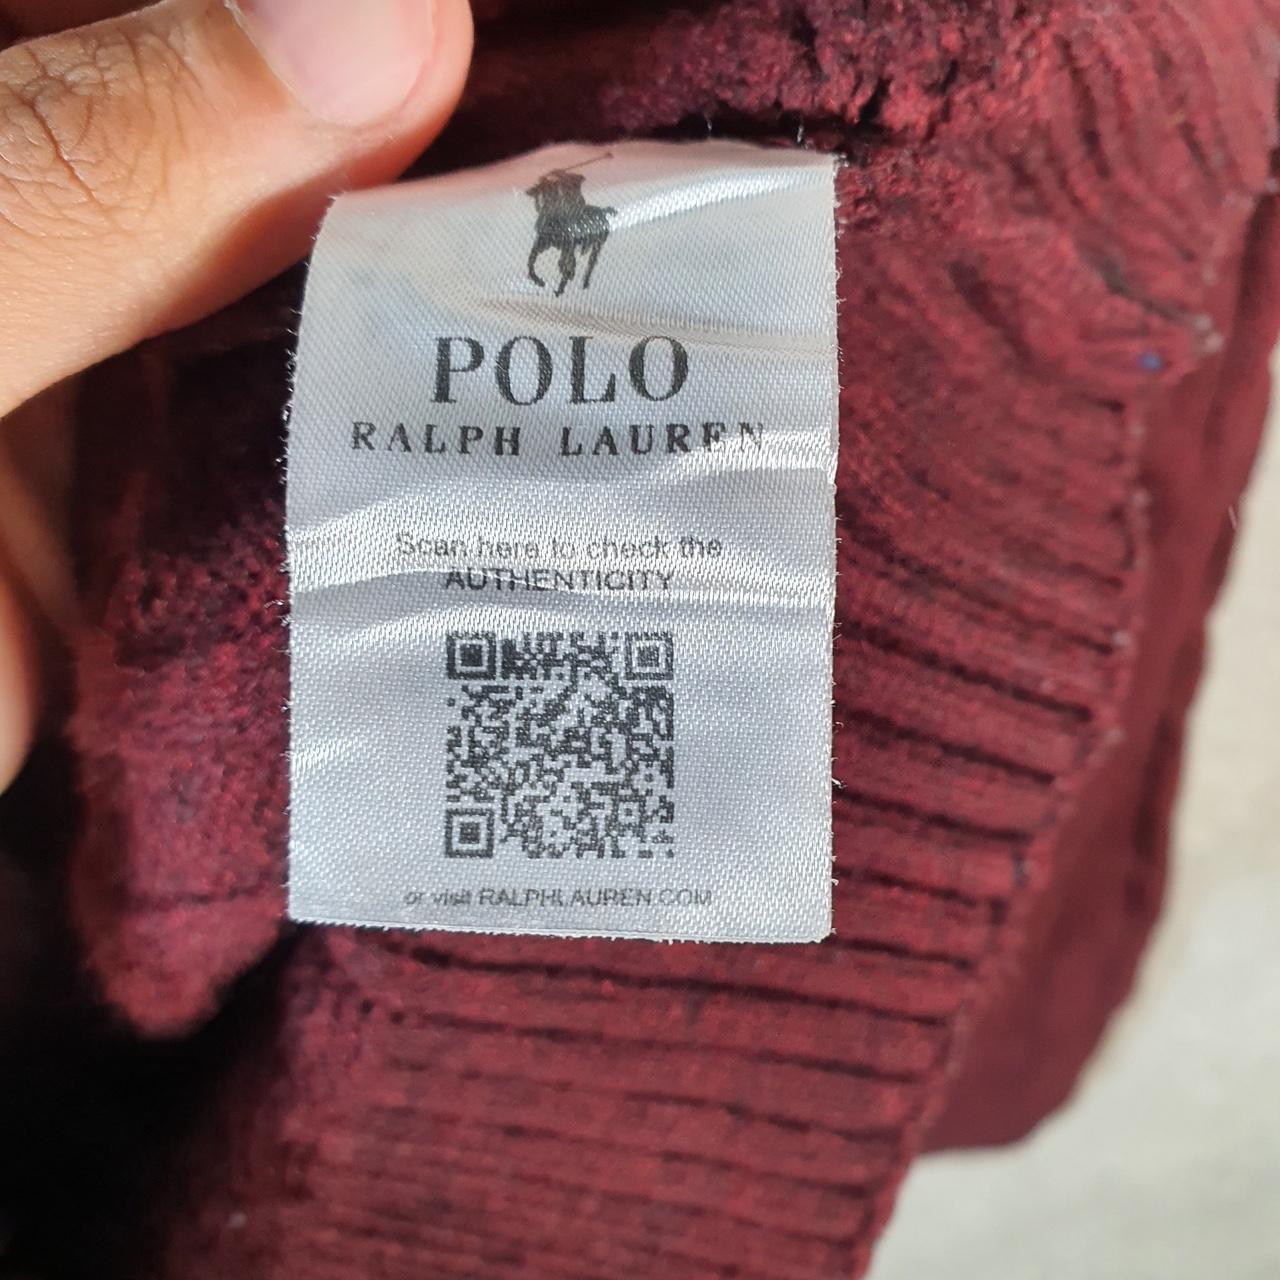 POLO
RALPH LAUREN
Scan here to check the
AUTHENTICITY
or visit RALPHLAUREN.COM